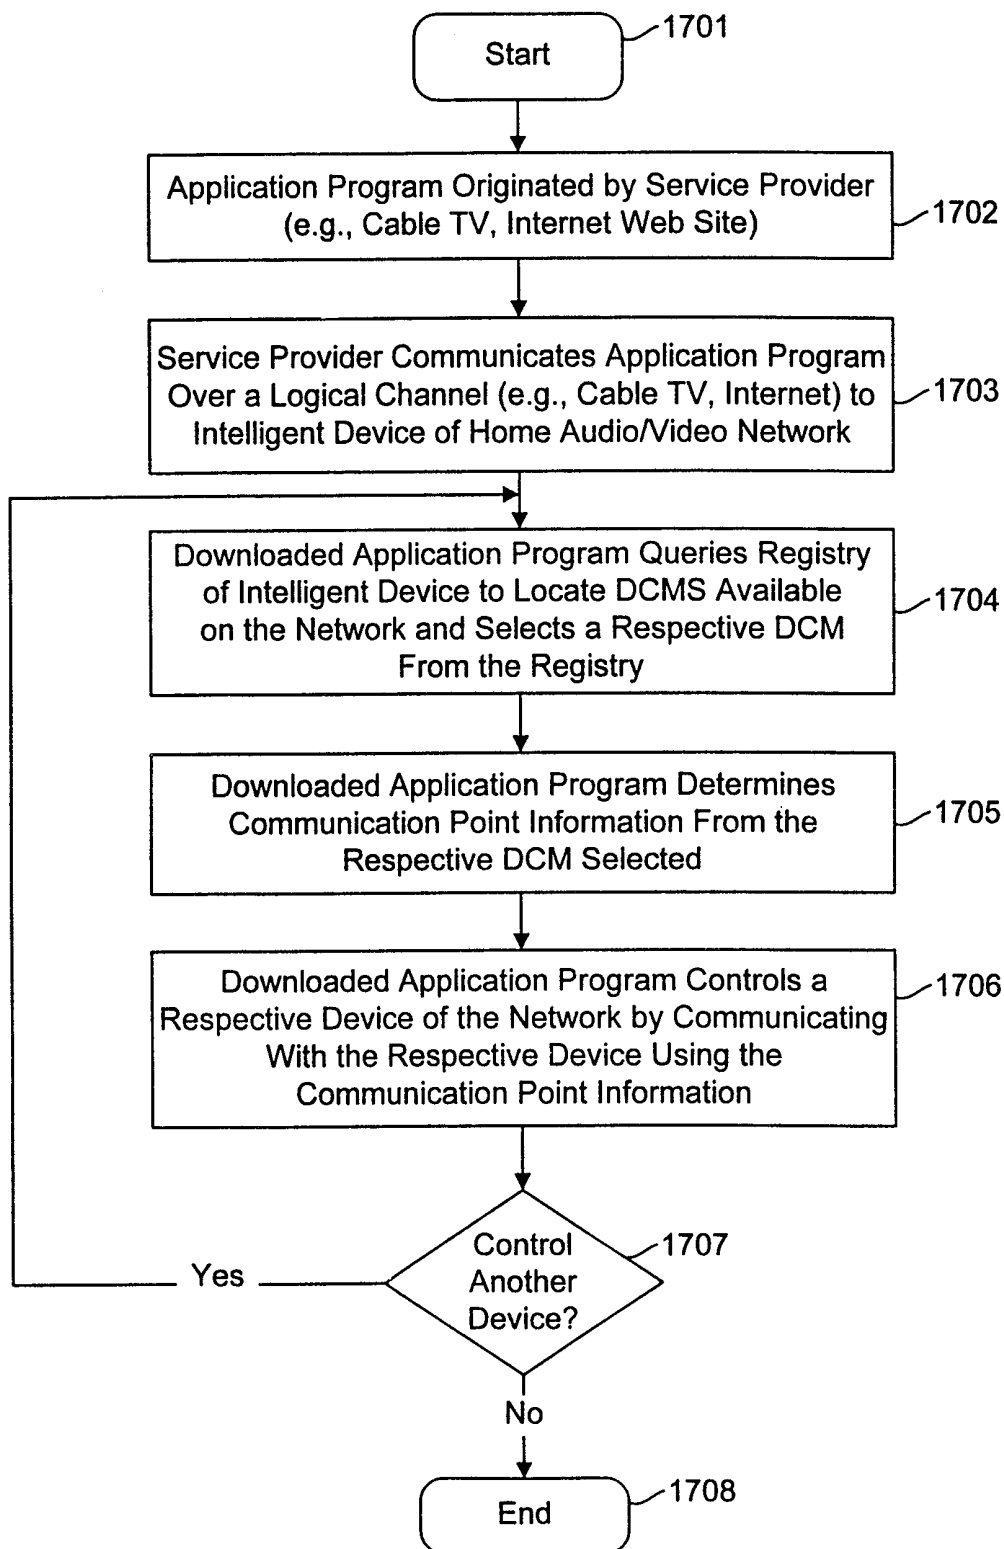 Start
1701
Application Program Originated by Service Provider
(e.g., Cable TV, Internet Web Site)
1702
Service Provider Communicates Application Program
Over a Logical Channel (e.g., Cable TV, Internet) to
Intelligent Device of Home Audio/Video Network
1703
Downloaded Application Program Queries Registry
of Intelligent Device to Locate DCMS Available
on the Network and Selects a Respective DCM
From the Registry
1704
Downloaded Application Program Determines
Communication Point Information From the
Respective DCM Selected
1705
Downloaded Application Program Controls a
Respective Device of the Network by Communicating
With the Respective Device Using the
Communication Point Information
1706
Control
Another
Device?
1707
Yes
No
End
1708